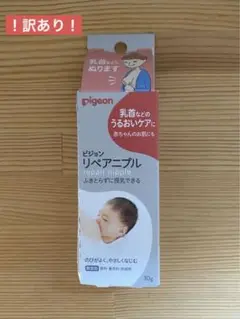 ！訳あり！
乳首などに
ぬります
pigeon
乳首などの
うるおいケアに
赤ちゃんのお肌にも
ピジョン
リペアニプル
repair nipple
ふきとらずに授乳できる
のびがよく、やさしくなじむ
10g